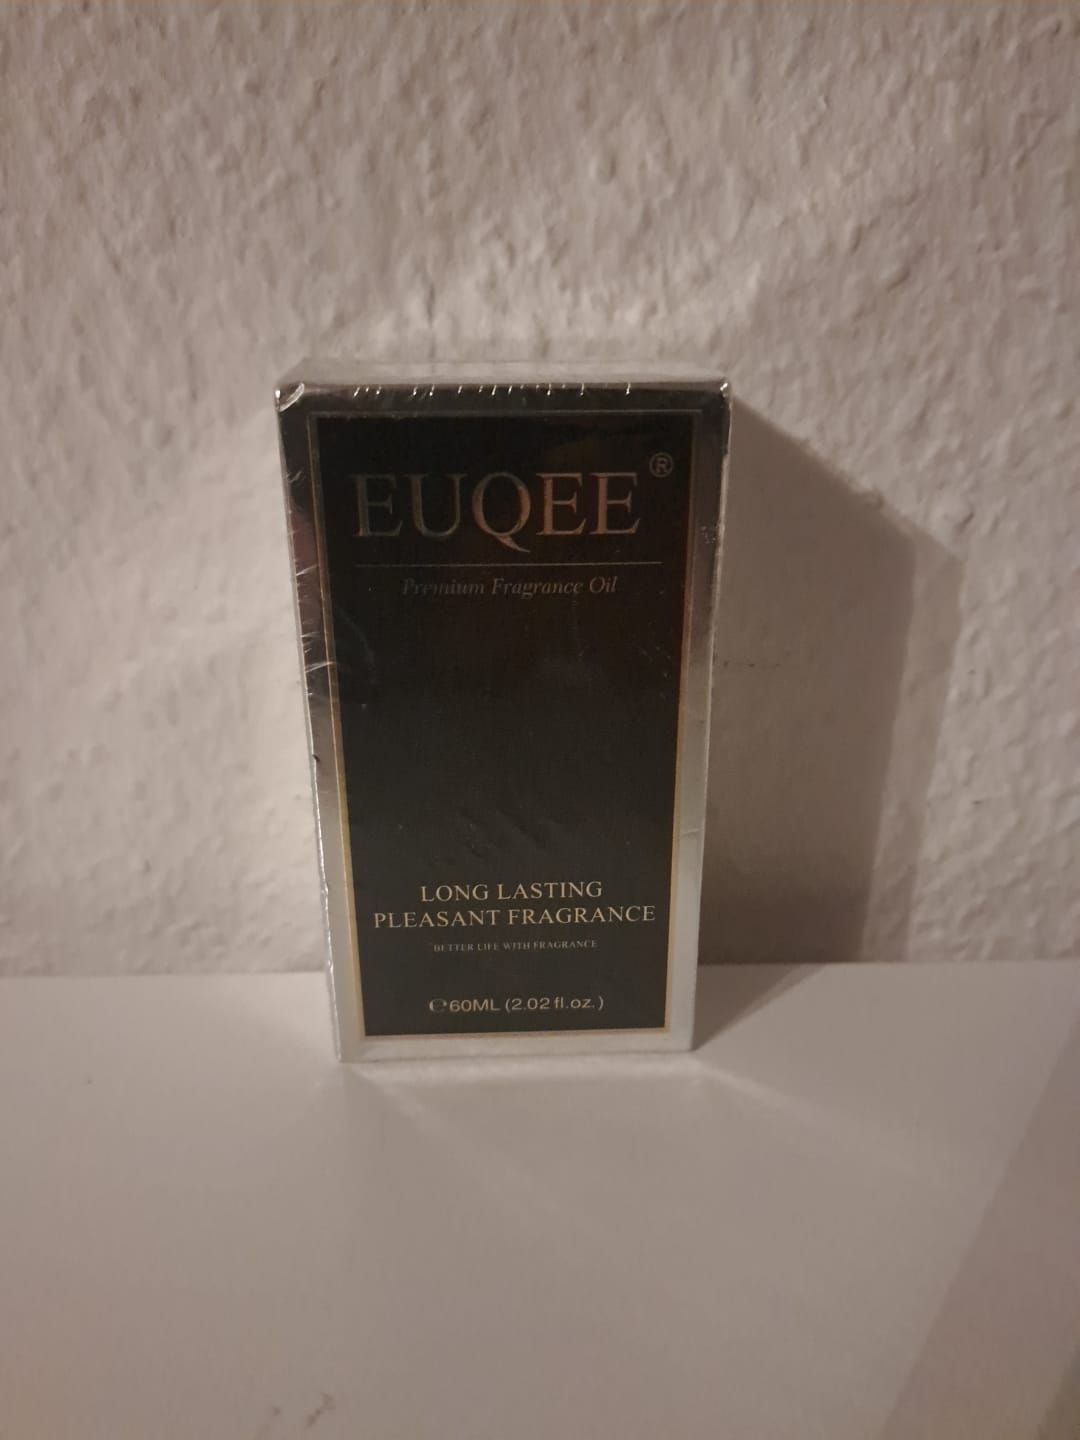 EUQEE®
Premium Fragrance Oil
LONG LASTING
PLEASANT FRAGRANCE
BETTER LIFE WITH FRAGRANCE
℮60ML (2.02 fl.oz.)